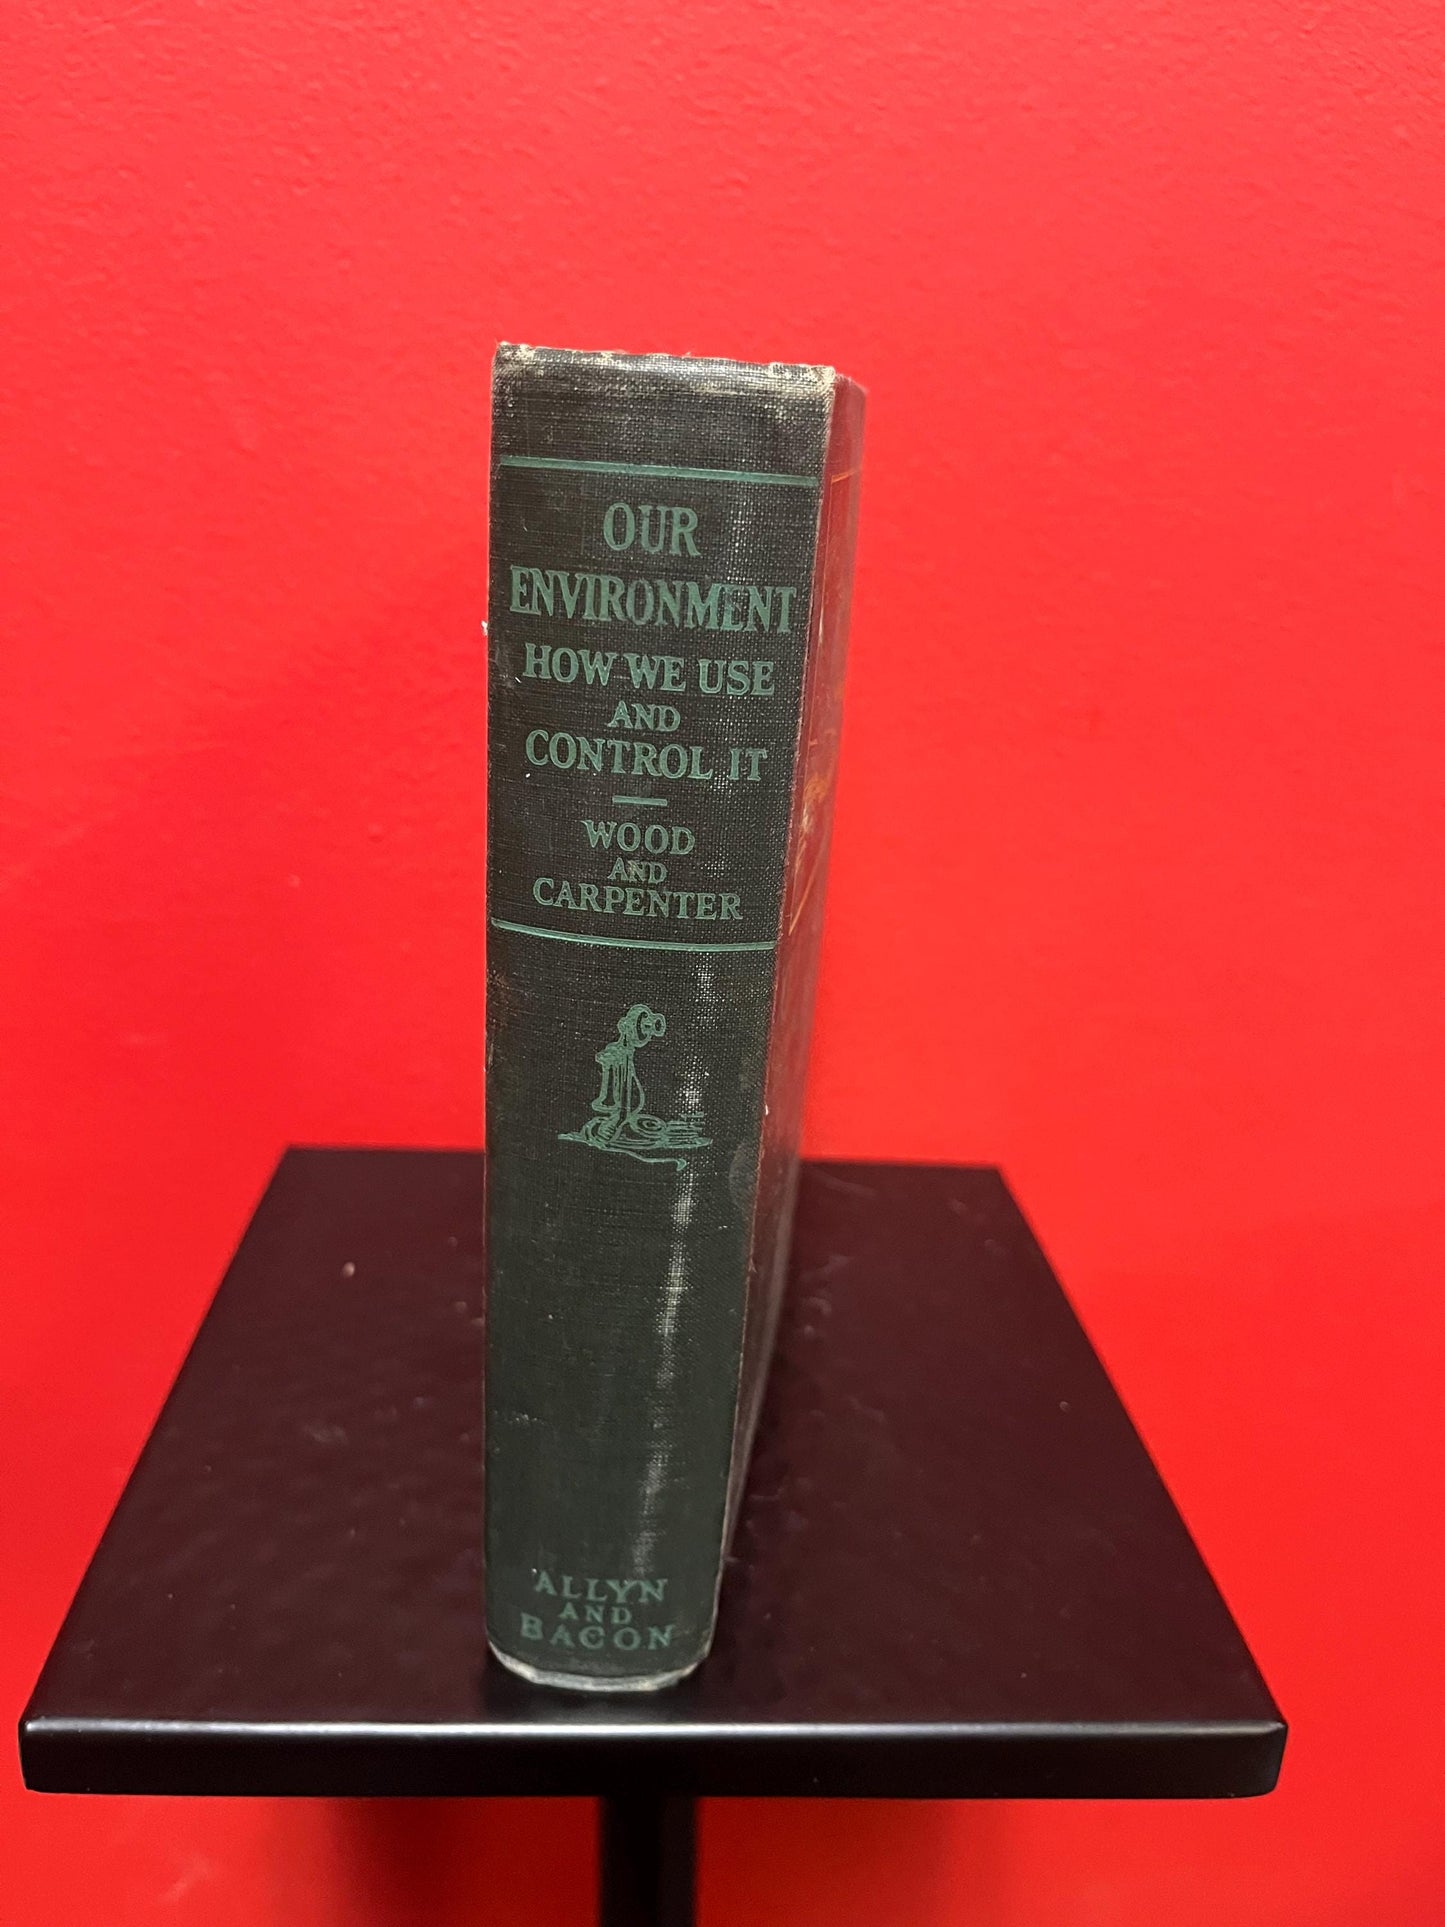 OUR
ENVIRONMENT
HOW WE USE
AND
CONTROL IT
WOOD
AND
CARPENTER
ALLYN
AND
BACON